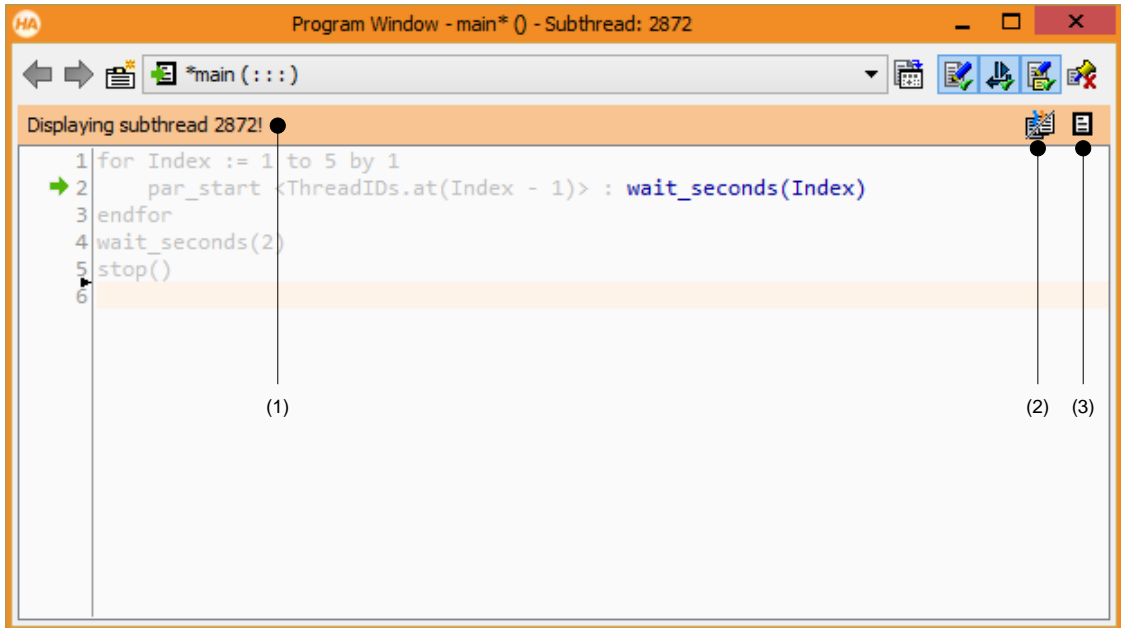 HA
Program Window - main* () - Subthread: 2872
*main (:::)
Displaying subthread 2872!
1 for Index := 1 to 5 by 1
2     par_start <ThreadIDs.at(Index - 1)> : wait_seconds(Index)
3 endfor
4 wait_seconds(2)
5 stop()
6
(1)
(2)
(3)